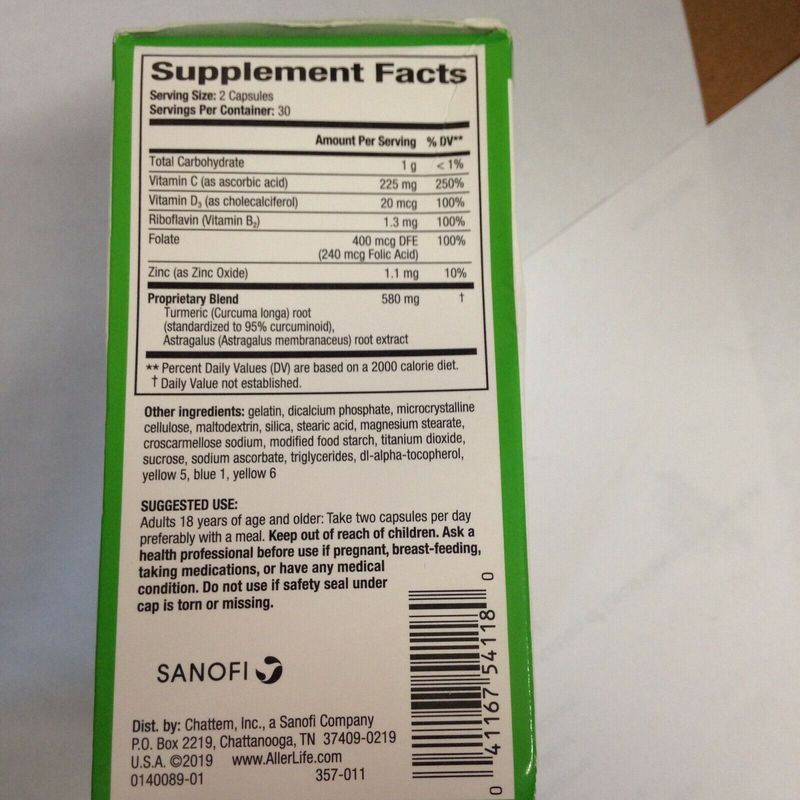 Supplement Facts
Serving Size: 2 Capsules
Servings Per Container: 30
Amount Per Serving % DV**
Total Carbohydrate 1 g < 1%
Vitamin C (as ascorbic acid) 225 mg 250%
Vitamin D₃ (as cholecalciferol) 20 mcg 100%
Riboflavin (Vitamin B₂) 1.3 mg 100%
Folate 400 mcg DFE 100%
(240 mcg Folic Acid)
Zinc (as Zinc Oxide) 1.1 mg 10%
Proprietary Blend 580 mg †
Turmeric (Curcuma longa) root
(standardized to 95% curcuminoid),
Astragalus (Astragalus membranaceus) root extract
** Percent Daily Values (DV) are based on a 2000 calorie diet.
† Daily Value not established.
Other ingredients: gelatin, dicalcium phosphate, microcrystalline
cellulose, maltodextrin, silica, stearic acid, magnesium stearate,
croscarmellose sodium, modified food starch, titanium dioxide,
sucrose, sodium ascorbate, triglycerides, dl-alpha-tocopherol,
yellow 5, blue 1, yellow 6
SUGGESTED USE:
Adults 18 years of age and older: Take two capsules per day
preferably with a meal. Keep out of reach of children. Ask a
health professional before use if pregnant, breast-feeding,
taking medications, or have any medical
condition. Do not use if safety seal under
cap is torn or missing.
SANOFI
Dist. by: Chattem, Inc., a Sanofi Company
P.O. Box 2219, Chattanooga, TN 37409-0219
U.S.A. ©2019 www.AllerLife.com
0140089-01 357-011
0 41167 54118 0